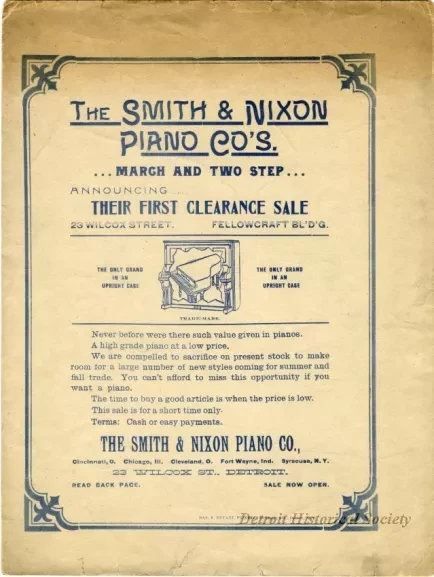 THE SMITH & NIXON
PIANO CO'S.
...MARCH AND TWO STEP...
ANNUNCING...
THEIR FIRST CLEARANCE SALE
23 WILCOX STREET. FELLOWCRAFT BL'D'G.
THE ONLY GRAND
IN AN
UPRIGHT CASE
THE ONLY GRAND
IN AN
UPRIGHT CASE
TRADE-MARK.
Never before were there such value given in pianos.
A high grade piano at a low price.
We are compelled to sacrifice on present stock to make
room for a large number of new styles coming for summer and
fall trade. You can't afford to miss this opportunity if you
want a piano.
The time to buy a good article is when the price is low.
This sale is for a short time only.
Terms: Cash or easy payments.
THE SMITH & NIXON PIANO CO.,
Cincinnati, O. Chicago, Ill. Cleveland, O. Fort Wayne, Ind. Syracuse, N. Y.
23 WILCOX ST., DETROIT.
READ BACK PAGE. SALE NOW OPEN.
Detroit Historical Society